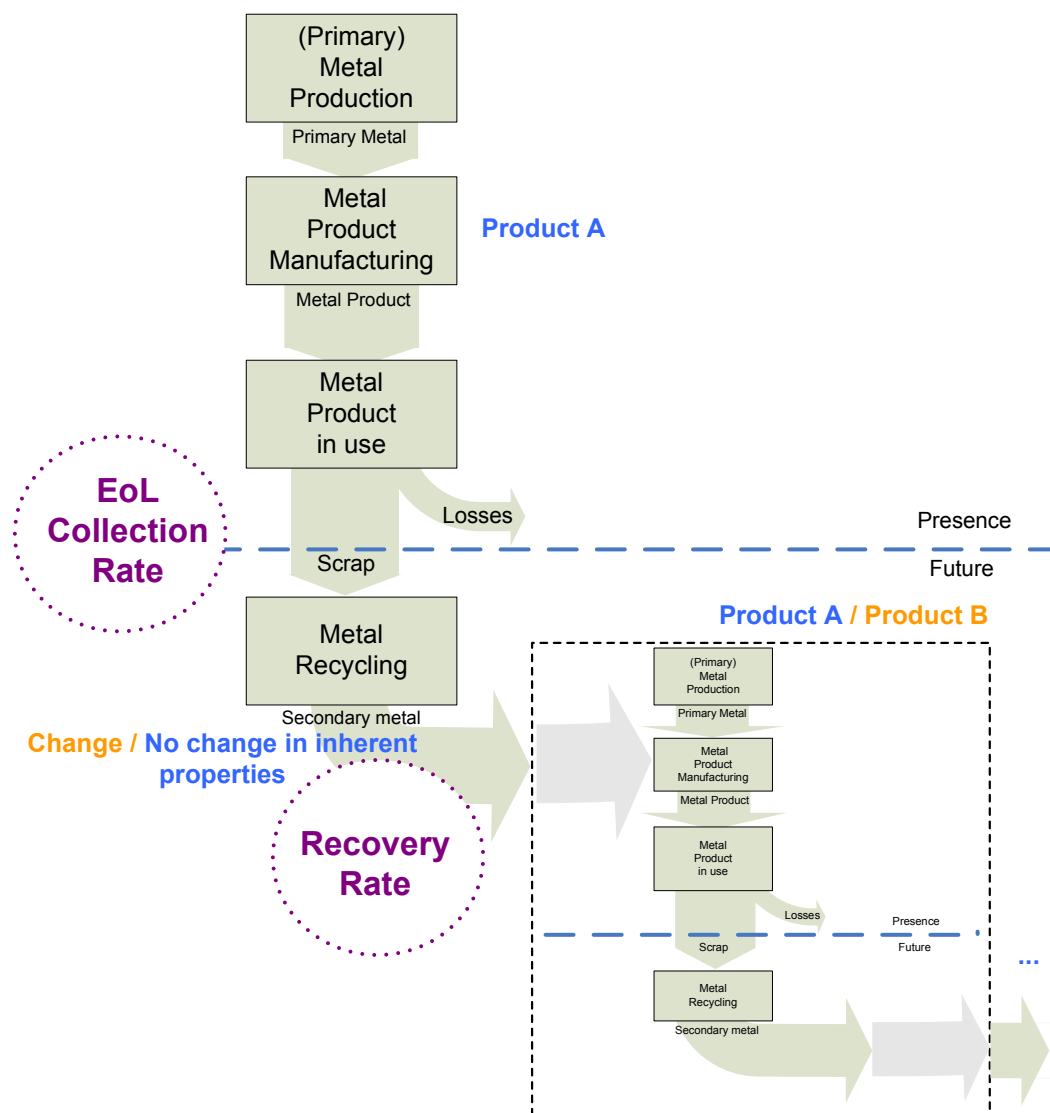 (Primary)
Metal
Production
Primary Metal
Metal
Product
Manufacturing
Product A
Metal Product
Metal
Product
in use
EoL
Collection
Rate
Losses
Presence
Scrap
Future
Product A / Product B
Metal
Recycling
Secondary metal
Change / No change in inherent
properties
Recovery
Rate
(Primary)
Metal
Production
Primary Metal
Metal
Product
Manufacturing
Metal Product
Metal
Product
in use
Losses
Presence
Scrap
Future
...
Metal
Recycling
Secondary metal